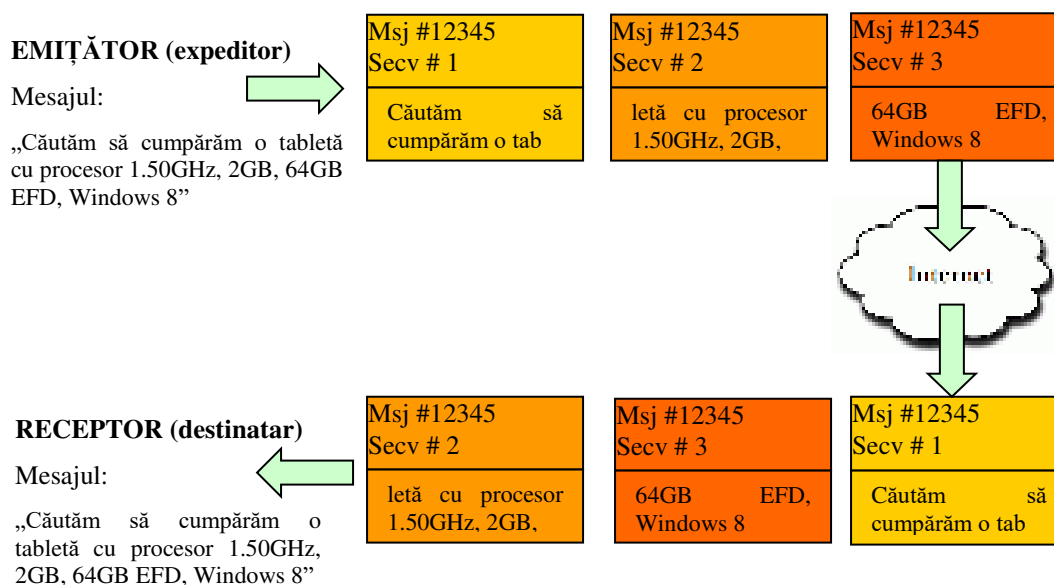 EMIȚĂTOR (expeditor)
Mesajul:
„Căutăm să cumpărăm o tabletă
cu procesor 1.50GHz, 2GB, 64GB
EFD, Windows 8”
Msj #12345
Secv # 1
Căutăm să
cumpărăm o tab
Msj #12345
Secv # 2
letă cu procesor
1.50GHz, 2GB,
Msj #12345
Secv # 3
64GB EFD,
Windows 8
Internet
RECEPTOR (destinatar)
Mesajul:
„Căutăm să cumpărăm o
tabletă cu procesor 1.50GHz,
2GB, 64GB EFD, Windows 8”
Msj #12345
Secv # 2
letă cu procesor
1.50GHz, 2GB,
Msj #12345
Secv # 3
64GB EFD,
Windows 8
Msj #12345
Secv # 1
Căutăm să
cumpărăm o tab